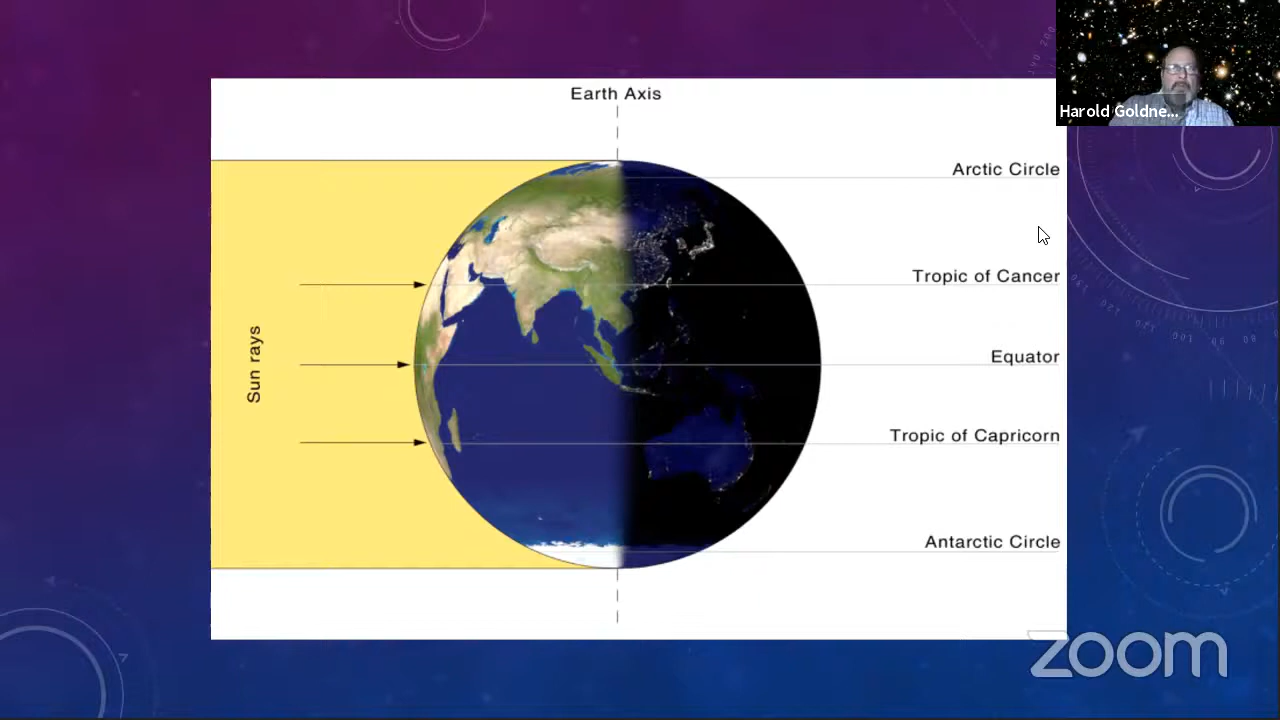 Earth Axis
Harold Goldne...
Arctic Circle
Tropic of Cancer
Sun rays
Equator
Tropic of Capricorn
Antarctic Circle
zoom